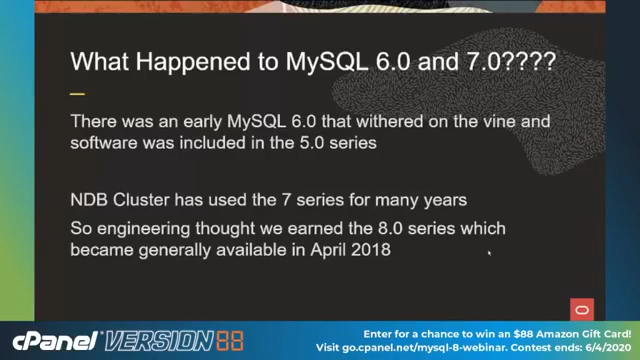 What Happened to MySQL 6.0 and 7.0????
There was an early MySQL 6.0 that withered on the vine and
software was included in the 5.0 series
NDB Cluster has used the 7 series for many years
So engineering thought we earned the 8.0 series which
became generally available in April 2018
cPanel VERSION 88
Enter for a chance to win an $88 Amazon Gift Card!
Visit go.cpanel.net/mysql-8-webinar. Contest ends: 6/4/2020